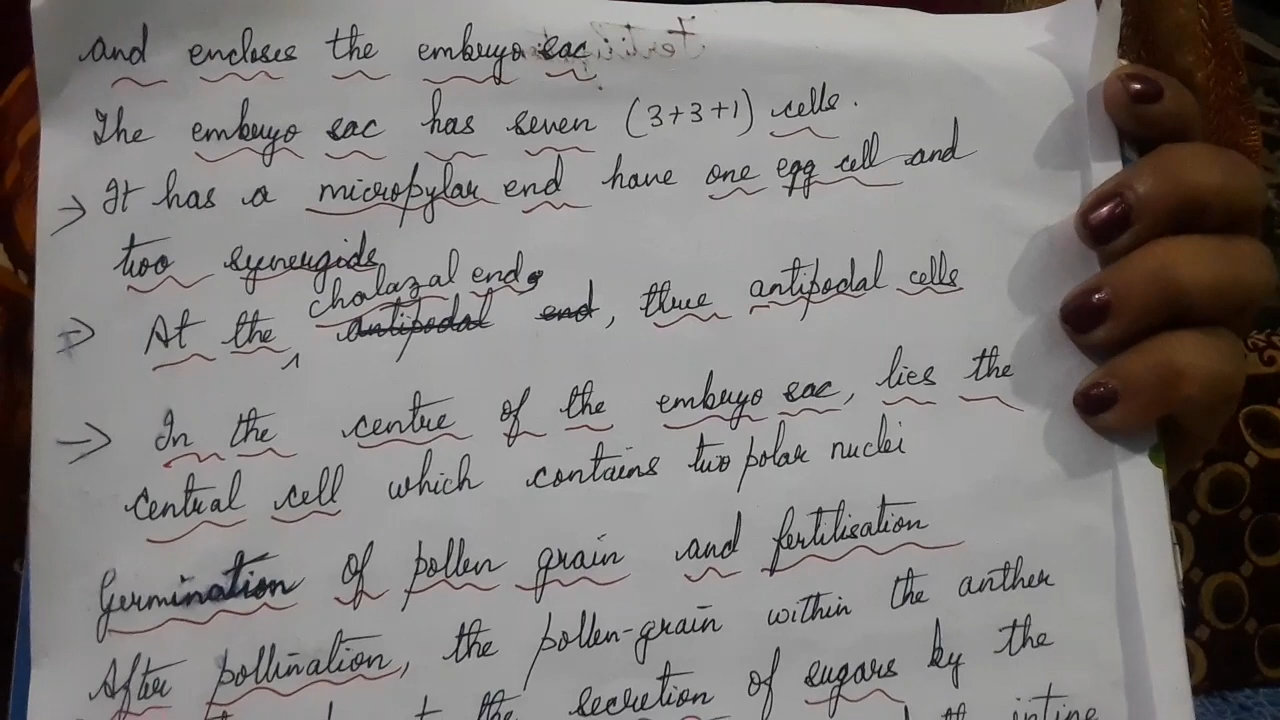 and encloses the embryo sac
The embryo sac has seven (3+3+1) cells.
→ It has a micropylar end have one egg cell and
two synergids
chalazal end,
⇒ At the antipodal end, three antipodal cells
⇒ In the centre of the embryo sac, lies the
central cell which contains two polar nuclei
Germination of pollen grain and fertilisation
After pollination, the pollen-grain within the anther
the secretion of sugars by the
intine